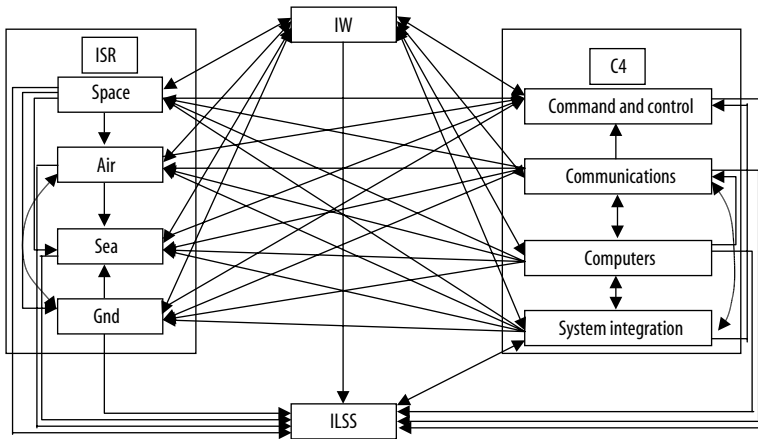 IW
ISR
Space
Air
Sea
Gnd
C4
Command and control
Communications
Computers
System integration
ILSS